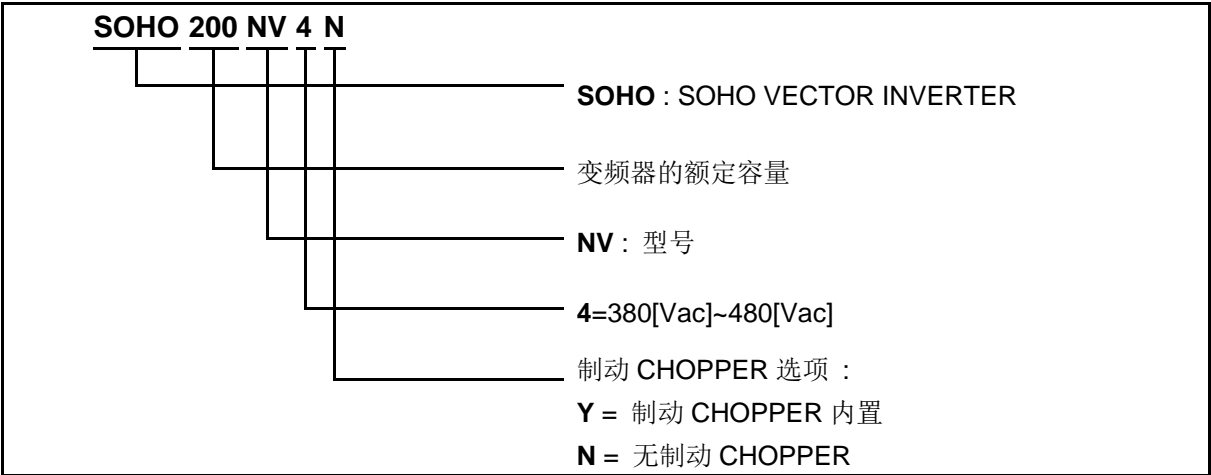 SOHO 200 NV 4 N
SOHO : SOHO VECTOR INVERTER
变频器的额定容量
NV : 型号
4=380[Vac]~480[Vac]
制动 CHOPPER 选项 :
Y = 制动 CHOPPER 内置
N = 无制动 CHOPPER